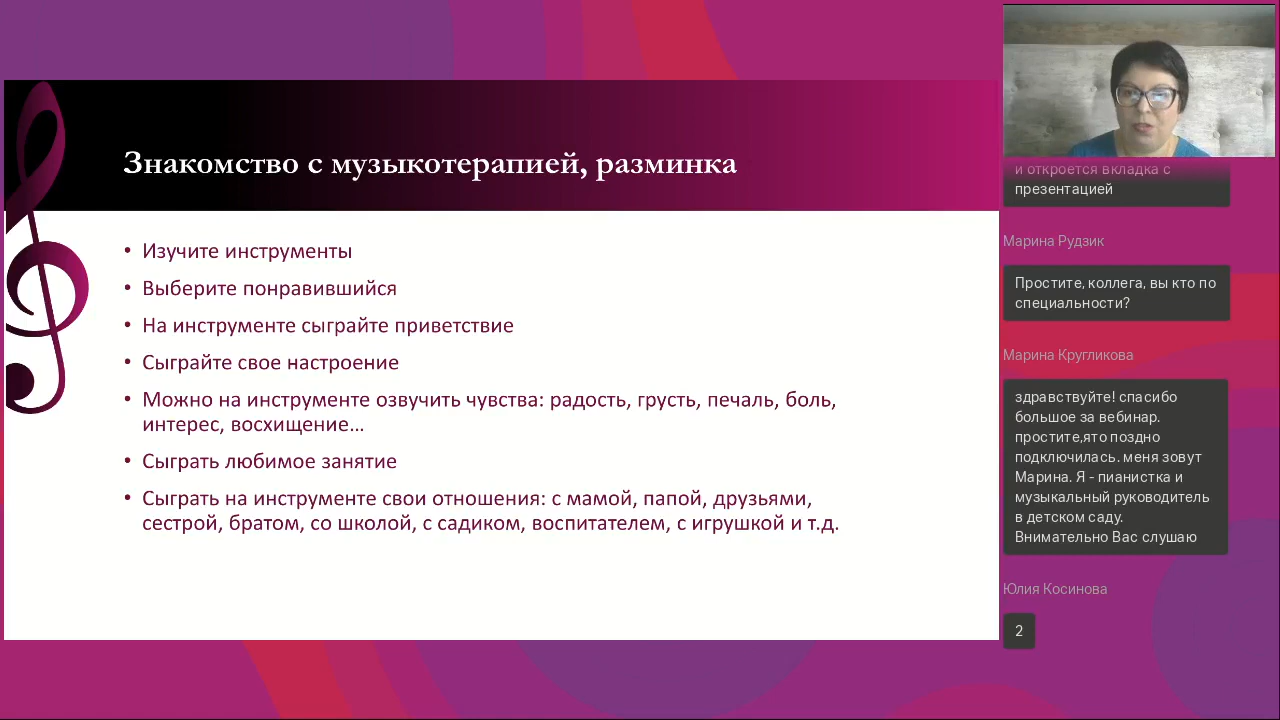 Знакомство с музыкотерапией, разминка
• Изучите инструменты
• Выберите понравившийся
• На инструменте сыграйте приветствие
• Сыграйте свое настроение
• Можно на инструменте озвучить чувства: радость, грусть, печаль, боль,
интерес, восхищение…
• Сыграть любимое занятие
• Сыграть на инструменте свои отношения: с мамой, папой, друзьями,
сестрой, братом, со школой, с садиком, воспитателем, с игрушкой и т.д.
и откроется вкладка с
презентацией
Марина Рудзик
Простите, коллега, вы кто по
специальности?
Марина Кругликова
здравствуйте! спасибо
большое за вебинар.
простите,ято поздно
подключилась. меня зовут
Марина. Я - пианистка и
музыкальный руководитель
в детском саду.
Внимательно Вас слушаю
Юлия Косинова
2